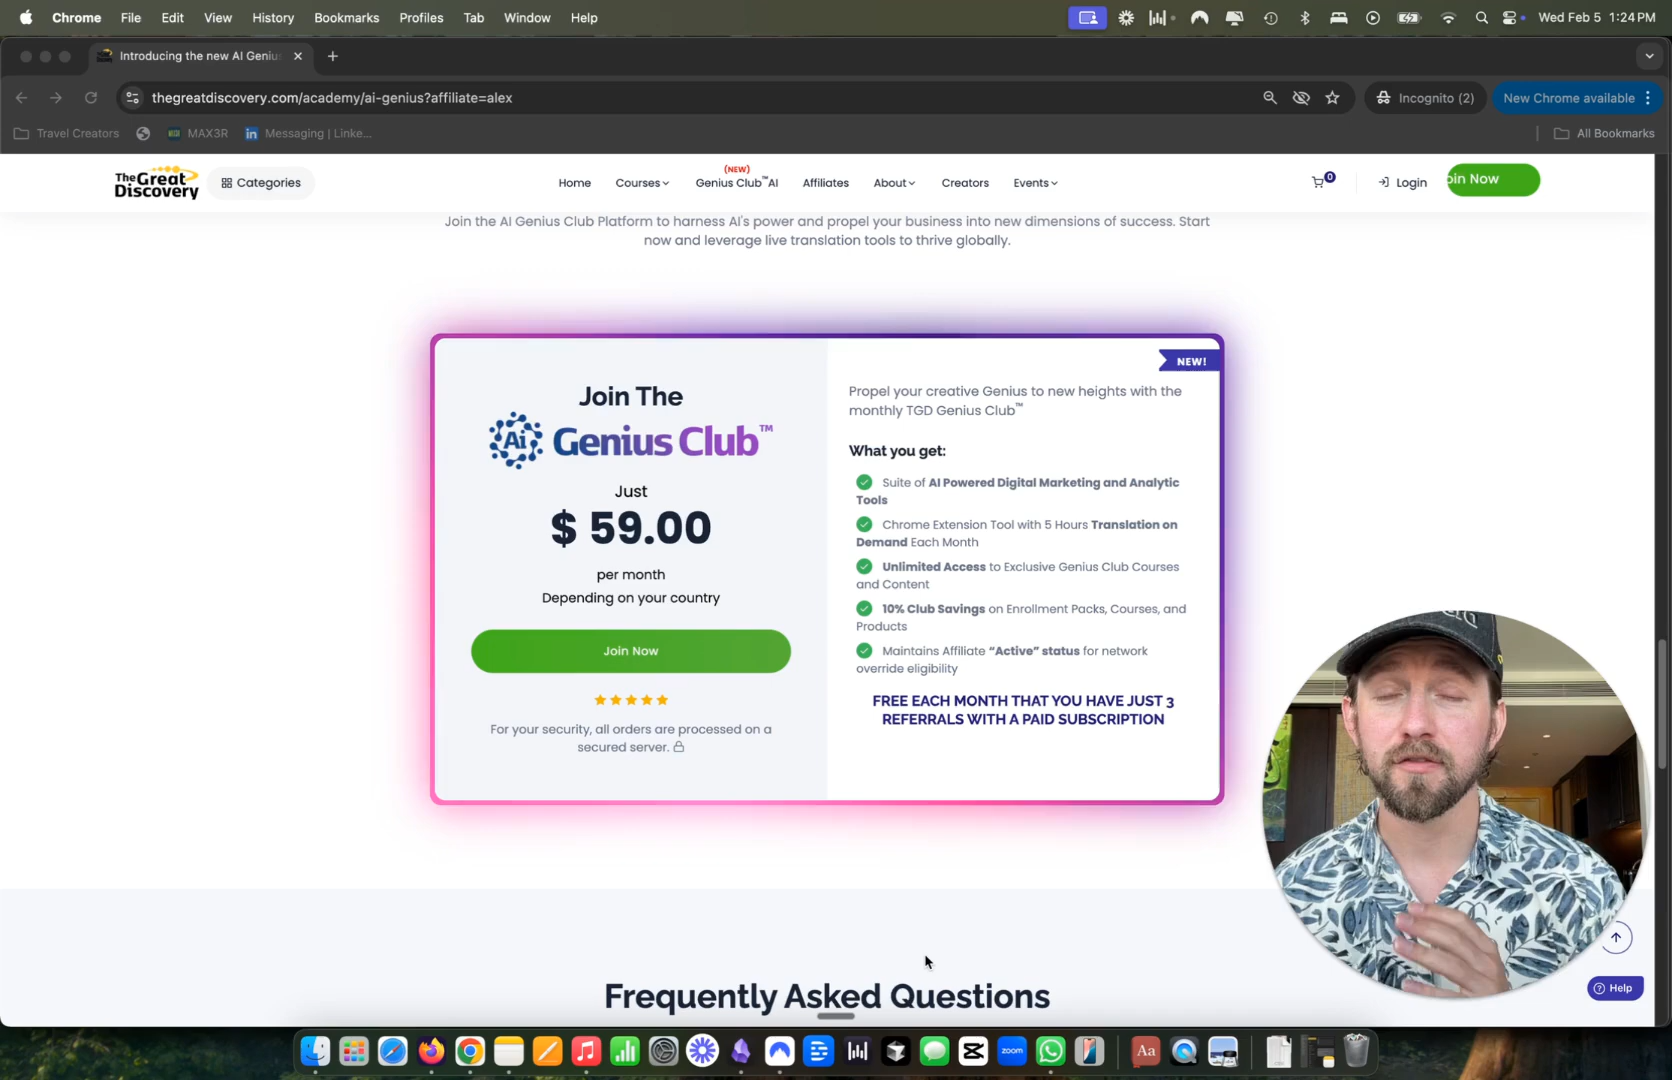 Chrome File Edit View History Bookmarks Profiles Tab Window Help Wed Feb 5 1:24 PM
Introducing the new AI Genius
thegreatdiscovery.com/academy/ai-genius?affiliate=alex Incognito (2) New Chrome available
Travel Creators MAX3R in Messaging | Linke... All Bookmarks
The Great
Discovery
Categories
Home Courses (NEW) Genius Club™AI Affiliates About Creators Events 0 Login oin Now
Join the AI Genius Club Platform to harness AI's power and propel your business into new dimensions of success. Start
now and leverage live translation tools to thrive globally.
NEW!
Join The
Ai Genius Club™
Just
$ 59.00
per month
Depending on your country
Join Now
For your security, all orders are processed on a
secured server.
Propel your creative Genius to new heights with the
monthly TGD Genius Club™
What you get:
Suite of AI Powered Digital Marketing and Analytic
Tools
Chrome Extension Tool with 5 Hours Translation on
Demand Each Month
Unlimited Access to Exclusive Genius Club Courses
and Content
10% Club Savings on Enrollment Packs, Courses, and
Products
Maintains Affiliate “Active” status for network
override eligibility
FREE EACH MONTH THAT YOU HAVE JUST 3
REFERRALS WITH A PAID SUBSCRIPTION
Help
Frequently Asked Questions
zoom Aa